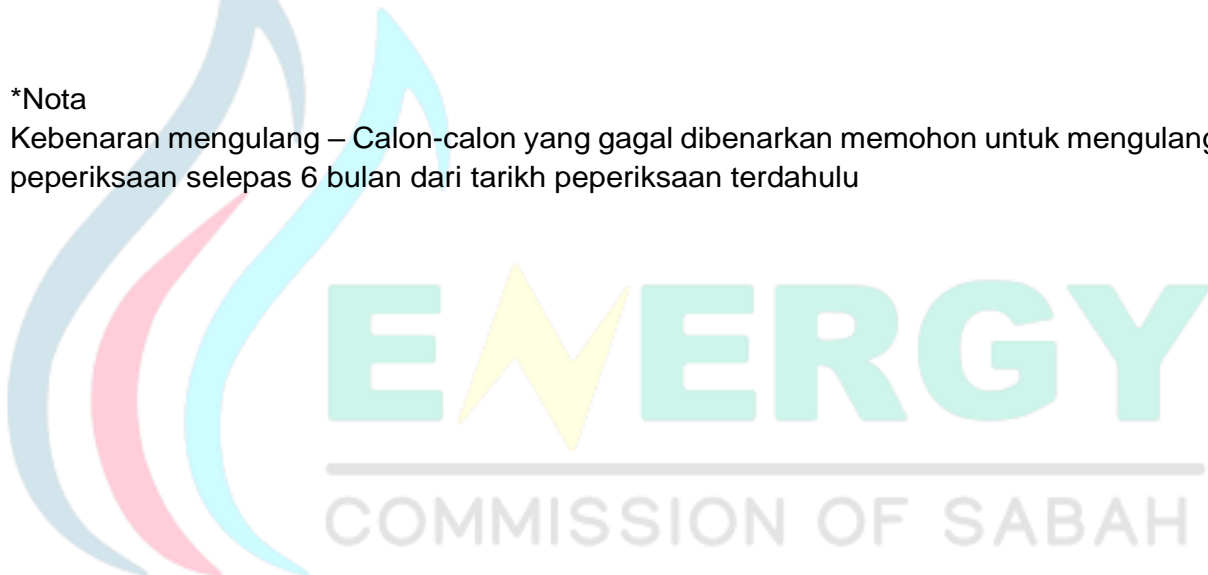 *Nota
Kebenaran mengulang – Calon-calon yang gagal dibenarkan memohon untuk mengulang
peperiksaan selepas 6 bulan dari tarikh peperiksaan terdahulu
ENERGY
COMMISSION OF SABAH